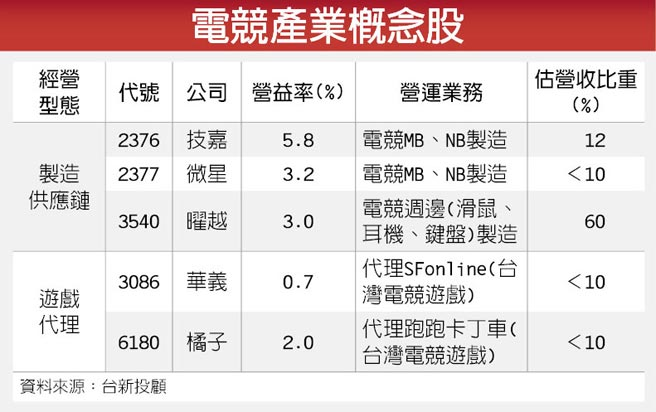 電競產業概念股
經營型態 代號 公司 營益率(%) 營運業務 估營收比重(%)
製造供應鏈 2376 技嘉 5.8 電競MB、NB製造 12
2377 微星 3.2 電競MB、NB製造 <10
3540 曜越 3.0 電競週邊(滑鼠、耳機、鍵盤)製造 60
遊戲代理 3086 華義 0.7 代理SFonline(台灣電競遊戲) <10
6180 橘子 2.0 代理跑跑卡丁車(台灣電競遊戲) <10
資料來源：台新投顧